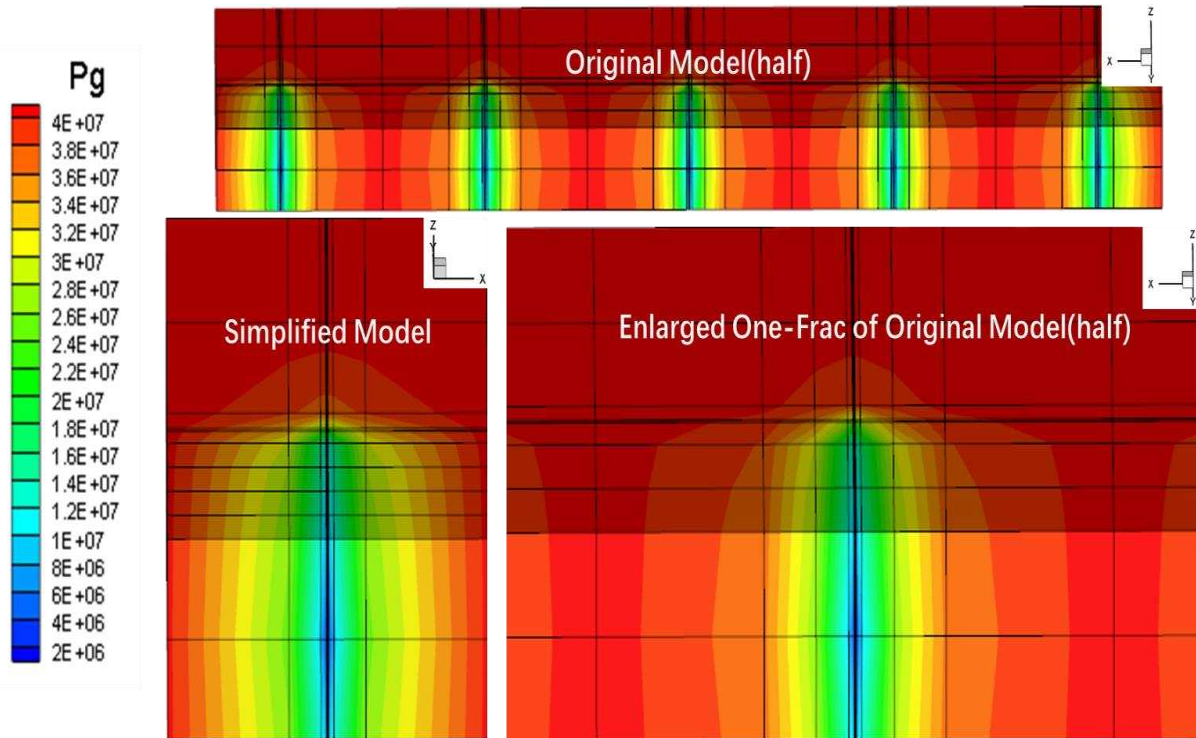 Pg
4E+07
3.8E+07
3.6E+07
3.4E+07
3.2E+07
3E+07
2.8E+07
2.6E+07
2.4E+07
2.2E+07
2E+07
1.8E+07
1.6E+07
1.4E+07
1.2E+07
1E+07
8E+06
6E+06
4E+06
2E+06
Original Model(half)
Z
X
Y
Simplified Model
Z
Y
X
Enlarged One-Frac of Original Model(half)
Z
X
Y